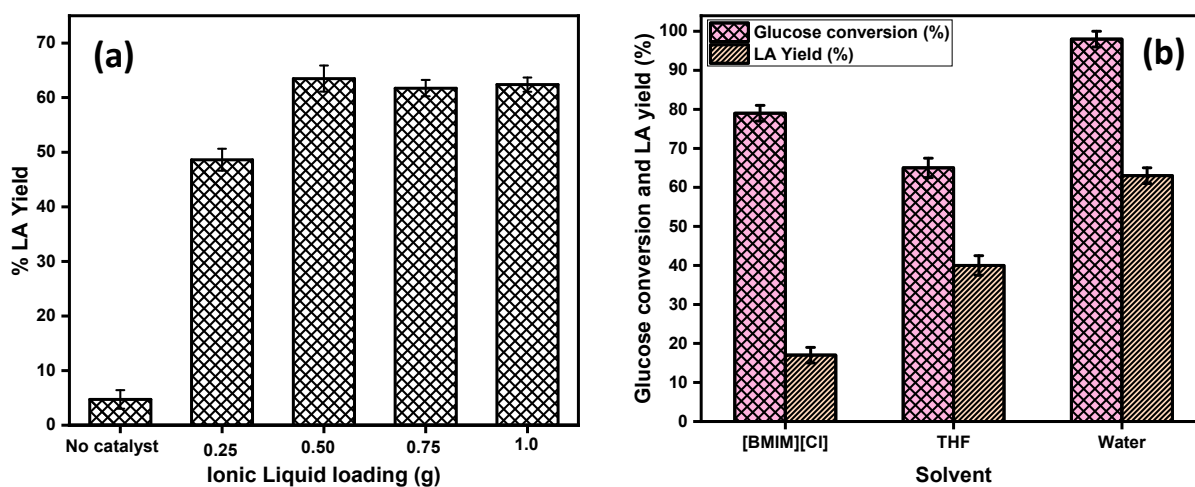 (a)
% LA Yield
70
60
50
40
30
20
10
0
No catalyst 0.25 0.50 0.75 1.0
Ionic Liquid loading (g)
(b)
Glucose conversion (%)
LA Yield (%)
Glucose conversion and LA yield (%)
100
90
80
70
60
50
40
30
20
10
0
[BMIM][Cl] THF Water
Solvent